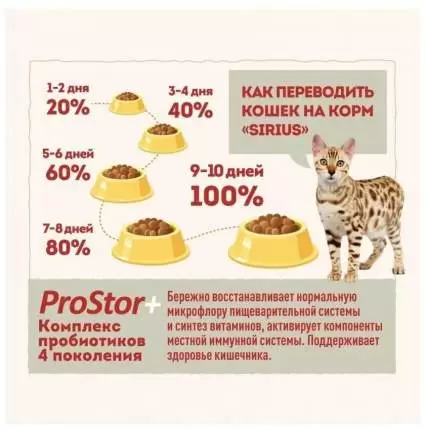 КАК ПЕРЕВОДИТЬ
КОШЕК НА КОРМ
«SIRIUS»
1-2 дня
20%
3-4 дня
40%
5-6 дней
60%
7-8 дней
80%
9-10 дней
100%
ProStor+
Комплекс
пробиотиков
4 поколения
Бережно восстанавливает нормальную
микрофлору пищеварительной системы
и синтез витаминов, активирует компоненты
местной иммунной системы. Поддерживает
здоровье кишечника.